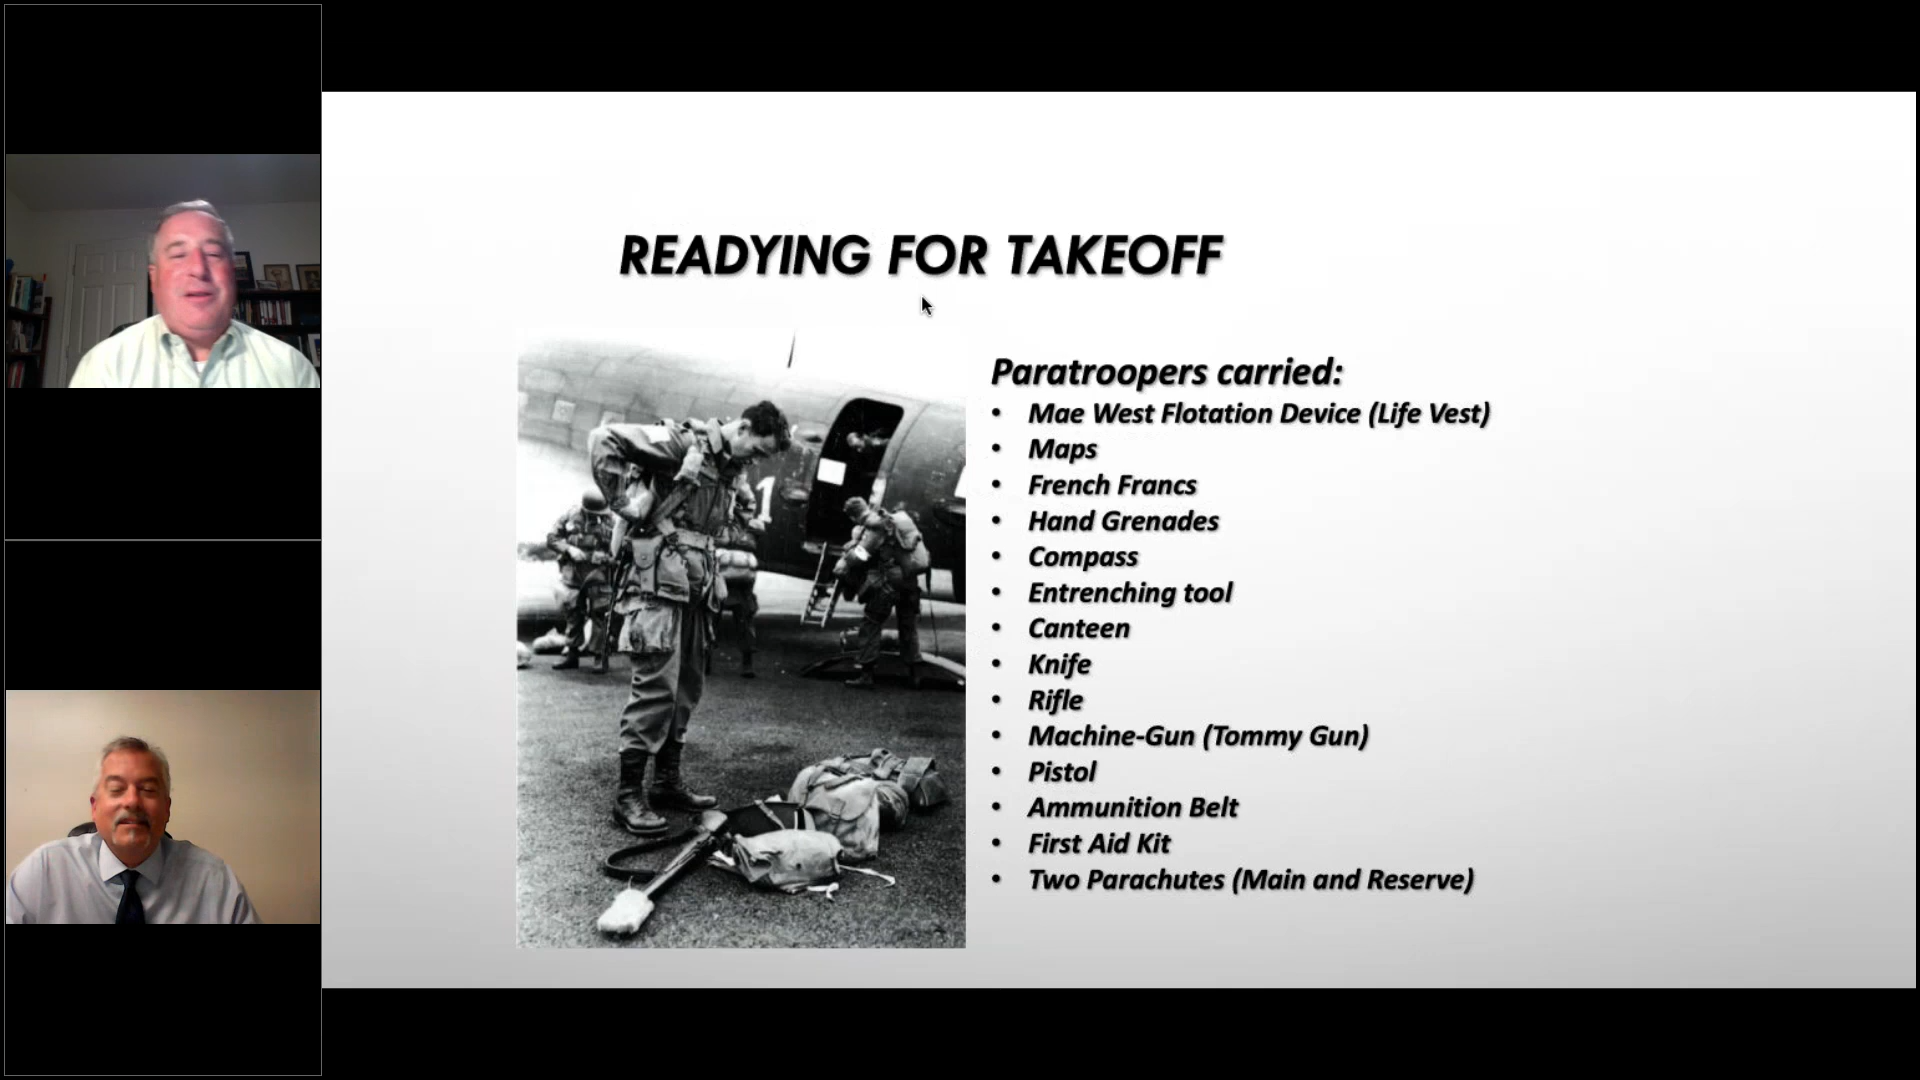 READYING FOR TAKEOFF
1
Paratroopers carried:
• Mae West Flotation Device (Life Vest)
• Maps
• French Francs
• Hand Grenades
• Compass
• Entrenching tool
• Canteen
• Knife
• Rifle
• Machine-Gun (Tommy Gun)
• Pistol
• Ammunition Belt
• First Aid Kit
• Two Parachutes (Main and Reserve)